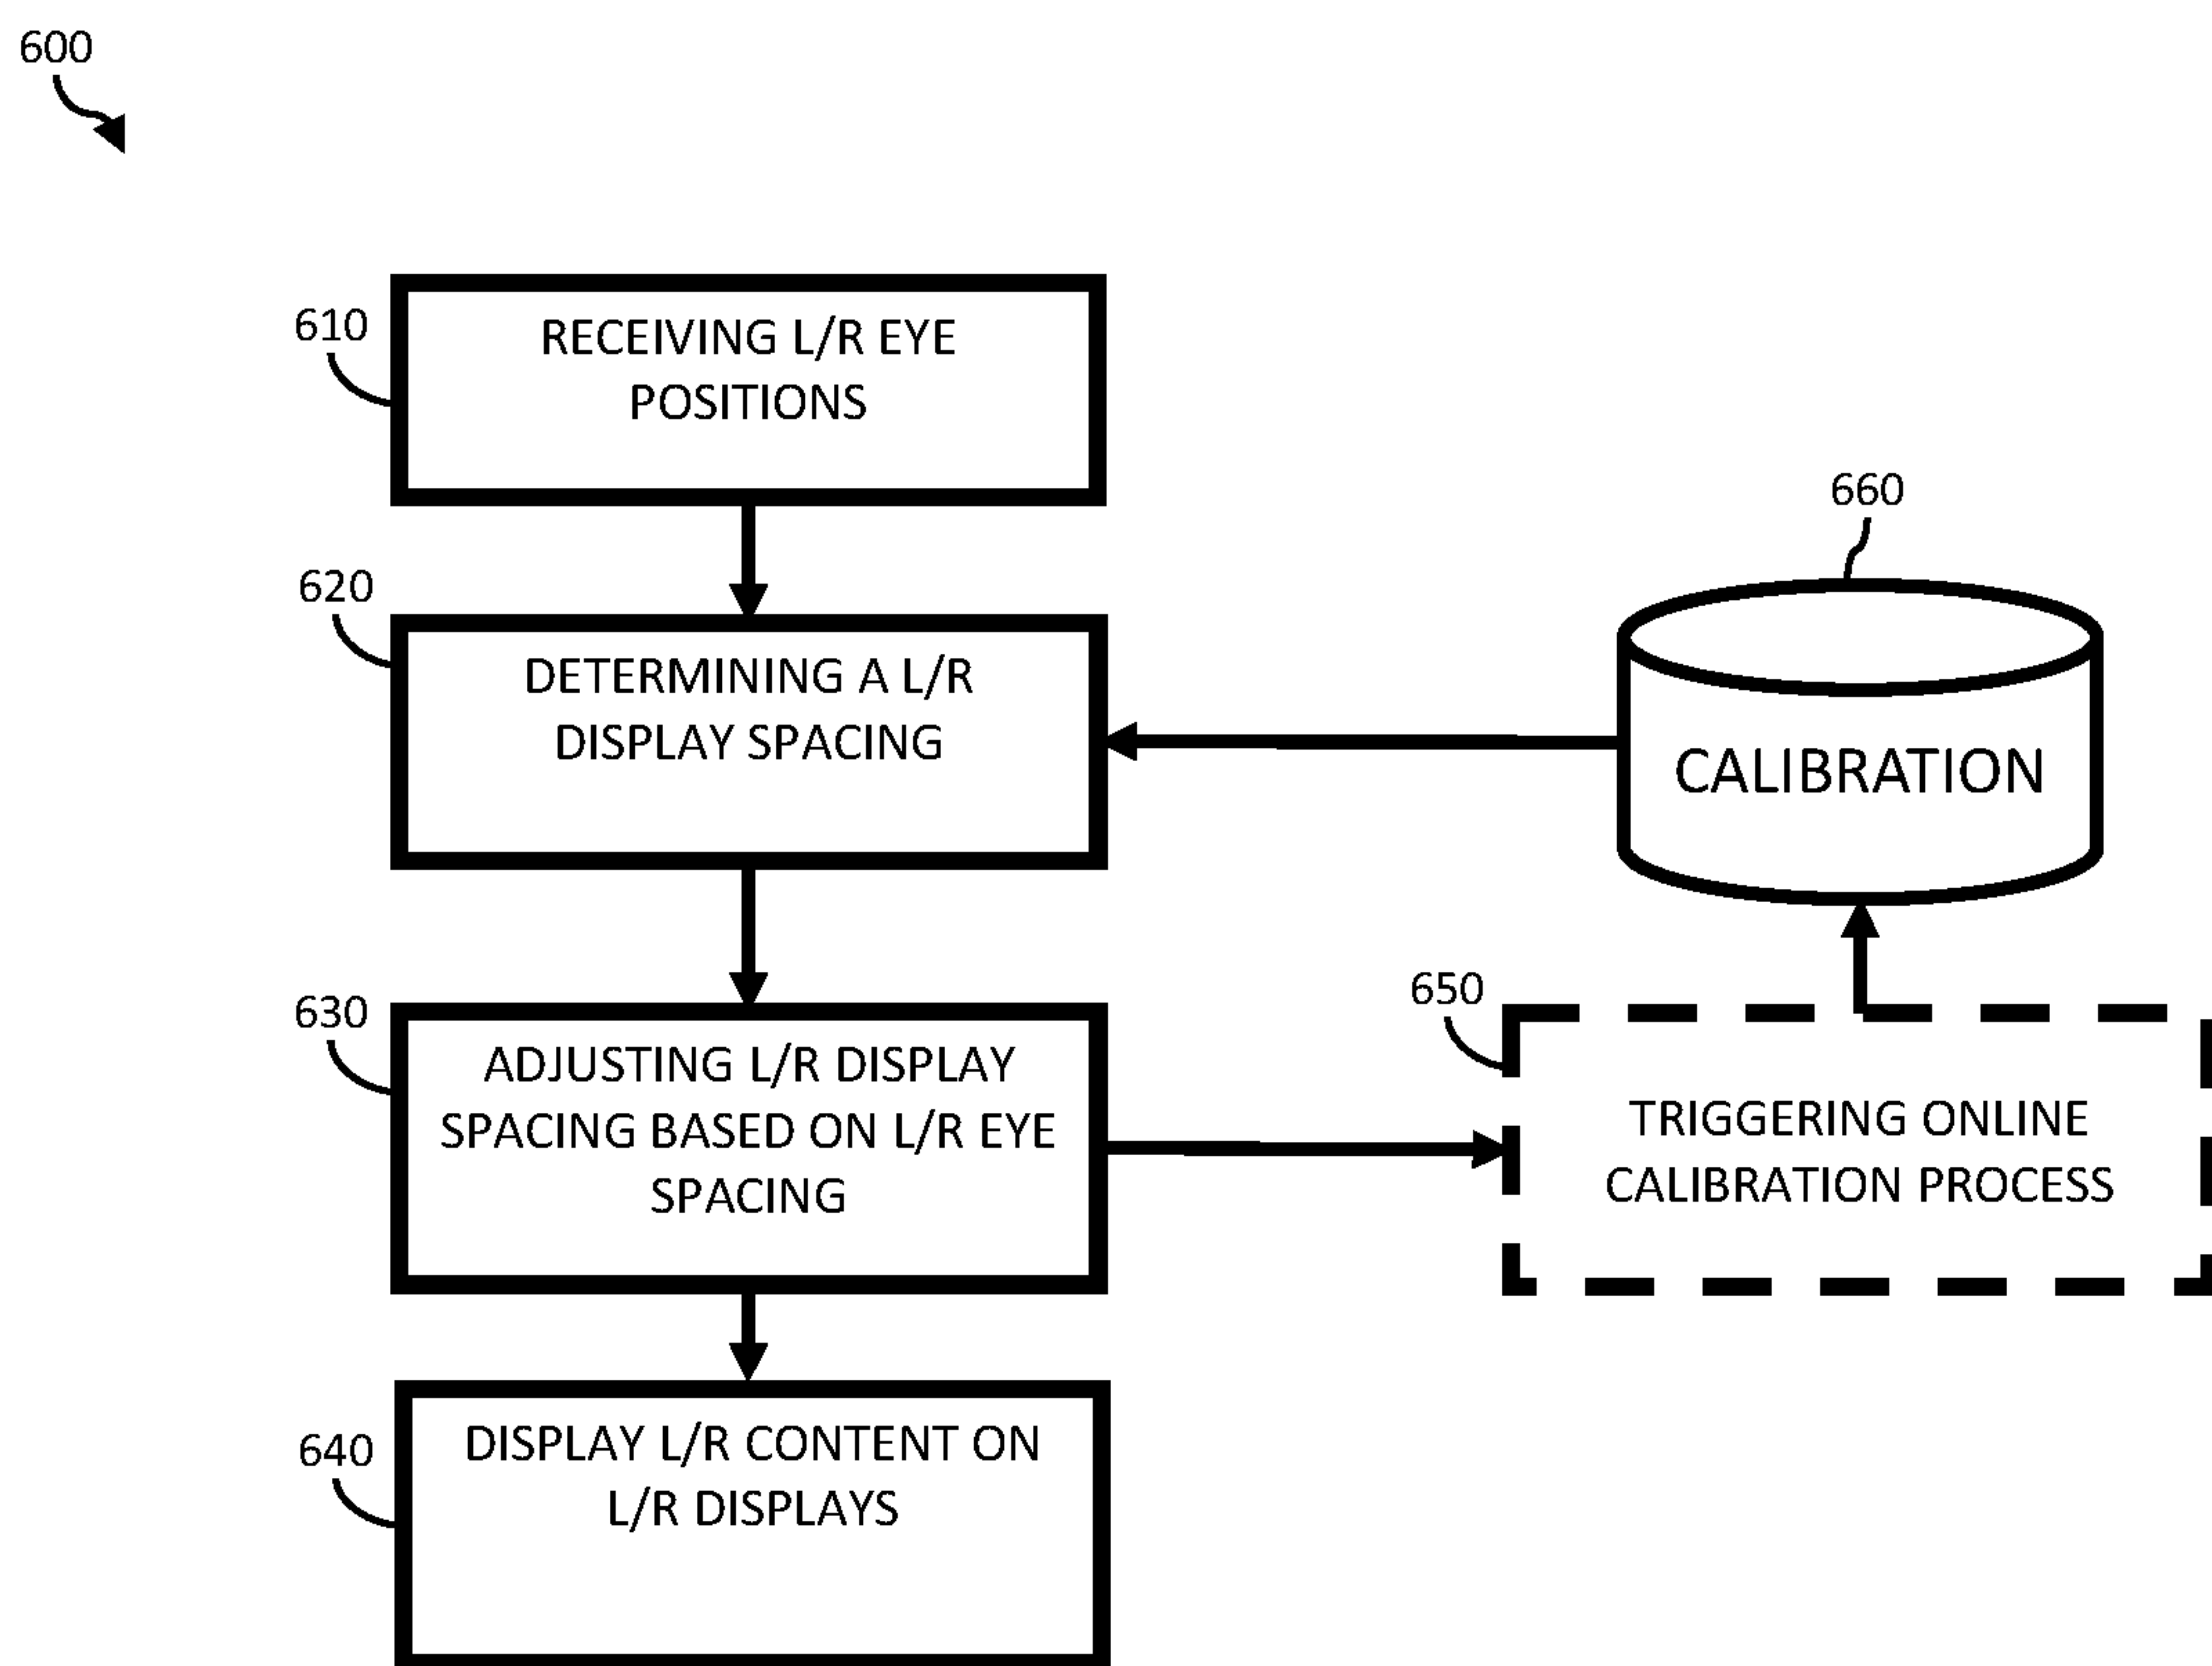 600
610
RECEIVING L/R EYE
POSITIONS
620
DETERMINING A L/R
DISPLAY SPACING
660
CALIBRATION
630
ADJUSTING L/R DISPLAY
SPACING BASED ON L/R EYE
SPACING
650
TRIGGERING ONLINE
CALIBRATION PROCESS
640
DISPLAY L/R CONTENT ON
L/R DISPLAYS